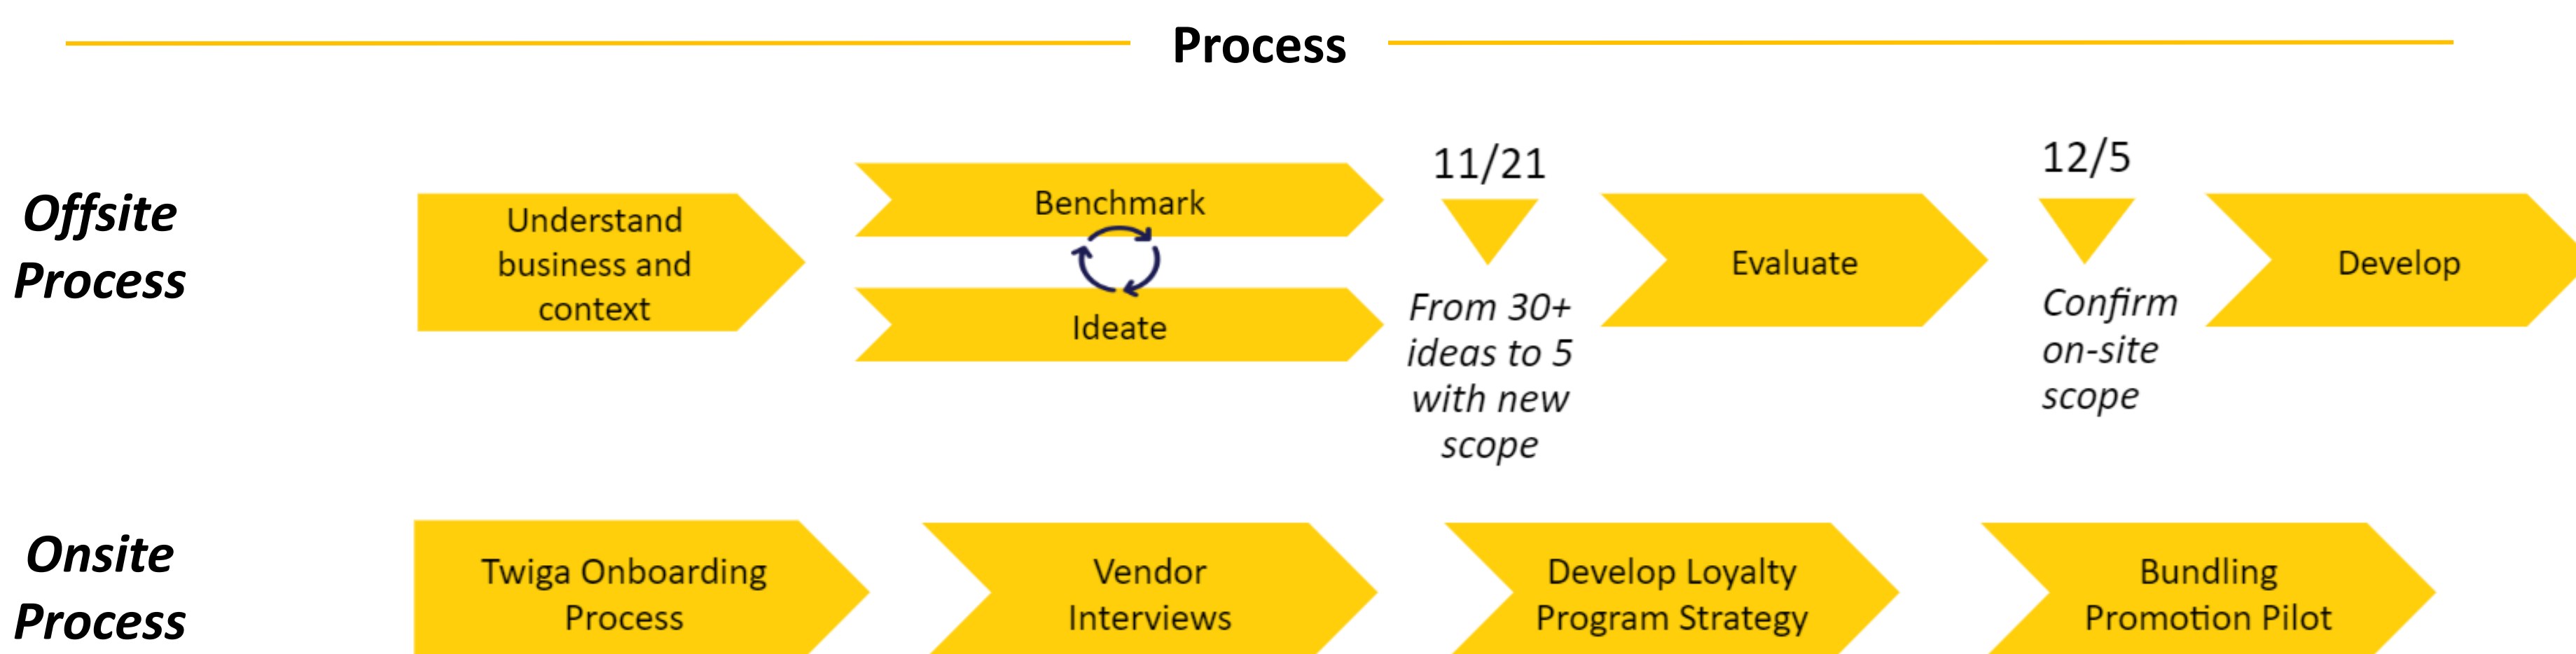 Process
Offsite
Process
Understand
business and
context
Benchmark
Ideate
11/21
From 30+
ideas to 5
with new
scope
Evaluate
12/5
Confirm
on-site
scope
Develop
Onsite
Process
Twiga Onboarding
Process
Vendor
Interviews
Develop Loyalty
Program Strategy
Bundling
Promotion Pilot